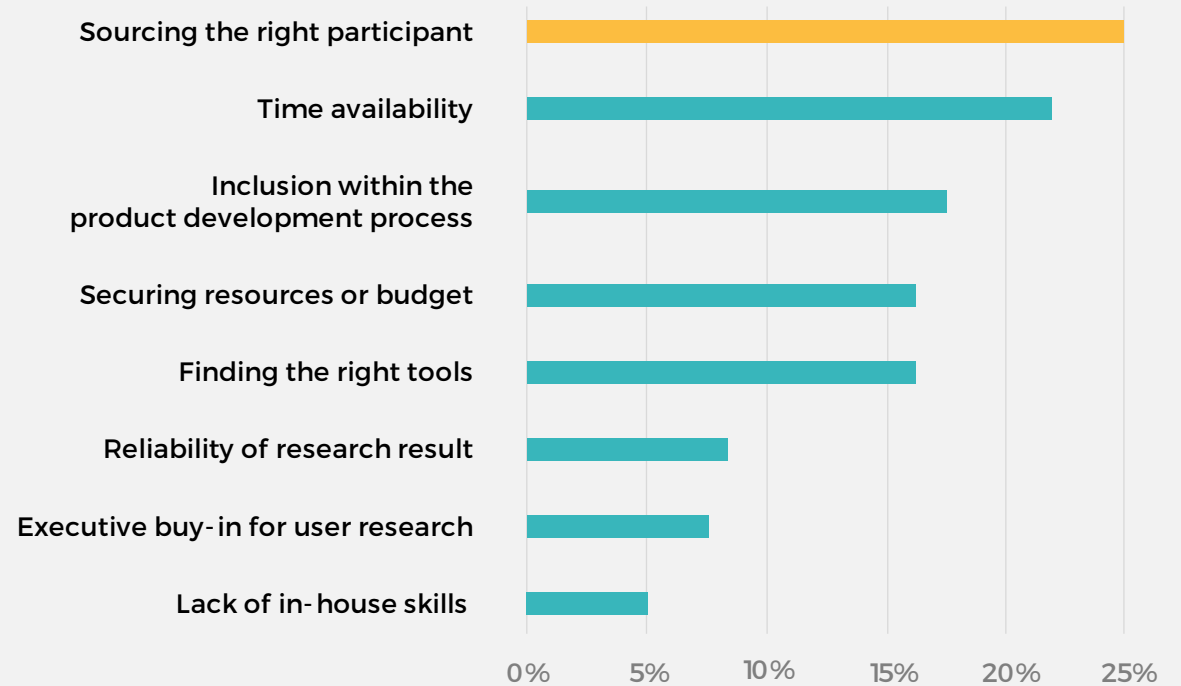 Sourcing the right participant
Time availability
Inclusion within the
product development process
Securing resources or budget
Finding the right tools
Reliability of research result
Executive buy-in for user research
Lack of in-house skills
0% 5% 10% 15% 20% 25%